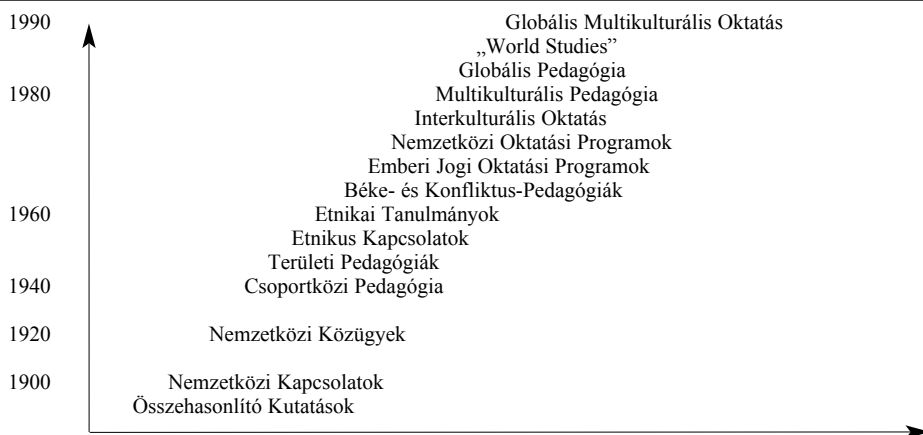 1990 Globális Multikulturális Oktatás
„World Studies”
Globális Pedagógia
1980 Multikulturális Pedagógia
Interkulturális Oktatás
Nemzetközi Oktatási Programok
Emberi Jogi Oktatási Programok
Béke- és Konfliktus-Pedagógiák
1960 Etnikai Tanulmányok
Etnikus Kapcsolatok
Területi Pedagógiák
1940 Csoportközi Pedagógia
1920 Nemzetközi Közügyek
1900 Nemzetközi Kapcsolatok
Összehasonlító Kutatások